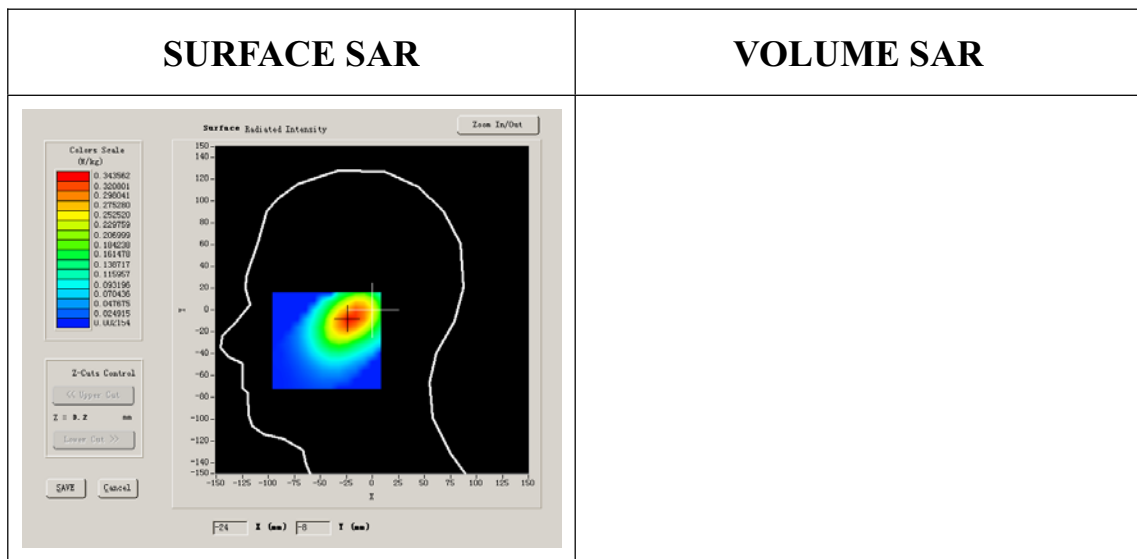 SURFACE SAR
VOLUME SAR
Surface Radiated Intensity
Zoom In/Out
Colors Scale
(W/kg)
0.343562
0.320801
0.298041
0.275280
0.252520
0.229759
0.206999
0.184238
0.161478
0.138717
0.115957
0.093196
0.070436
0.047675
0.024915
0.002154
150
140
120
100
80
60
40
20
0
-20
-40
-60
-80
-100
-120
-140
-150
Y
-150 -125 -100 -75 -50 -25 0 25 50 75 100 125 150
X
Z-Cuts Control
<< Upper Cut
Z = 0.2 mm
Lower Cut >>
SAVE
Cancel
-24 X (mm) -8 Y (mm)